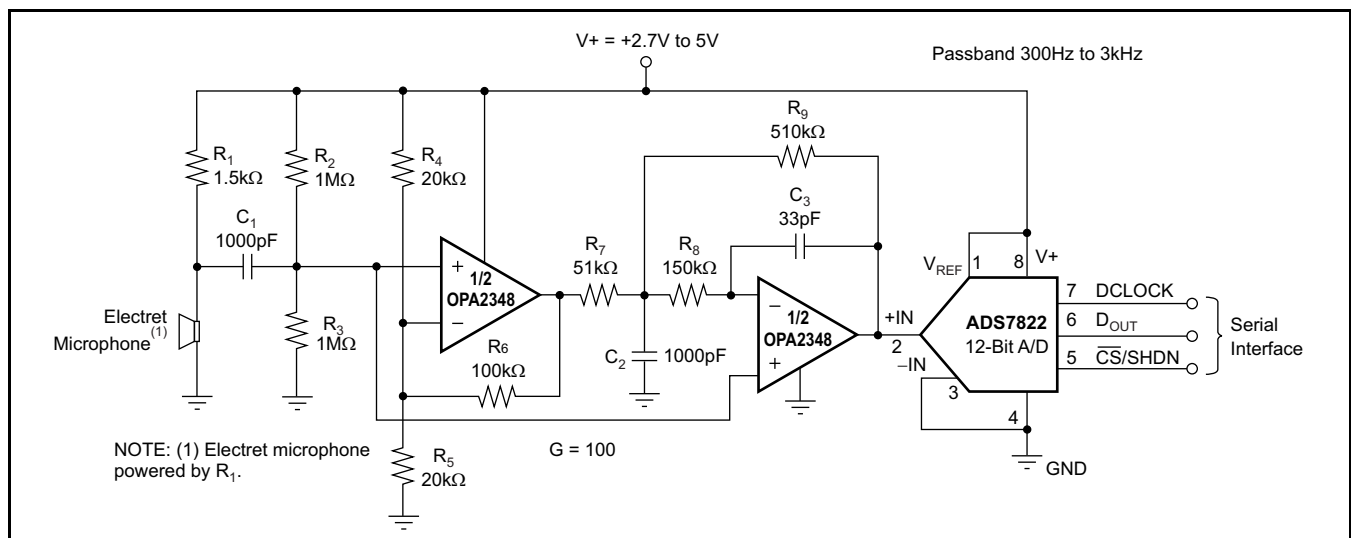 V+ = +2.7V to 5V
Passband 300Hz to 3kHz
R1
1.5kΩ
R2
1MΩ
R4
20kΩ
R9
510kΩ
C1
1000pF
C3
33pF
R7
51kΩ
R8
150kΩ
+
1/2
OPA2348
−
−
1/2
OPA2348
+
VREF
1
8
V+
7
DCLOCK
6
DOUT
5
CS/SHDN
ADS7822
12-Bit A/D
+IN
2
−IN
3
4
Serial
Interface
Electret
Microphone(1)
R3
1MΩ
R6
100kΩ
C2
1000pF
NOTE: (1) Electret microphone
powered by R1.
G = 100
R5
20kΩ
GND